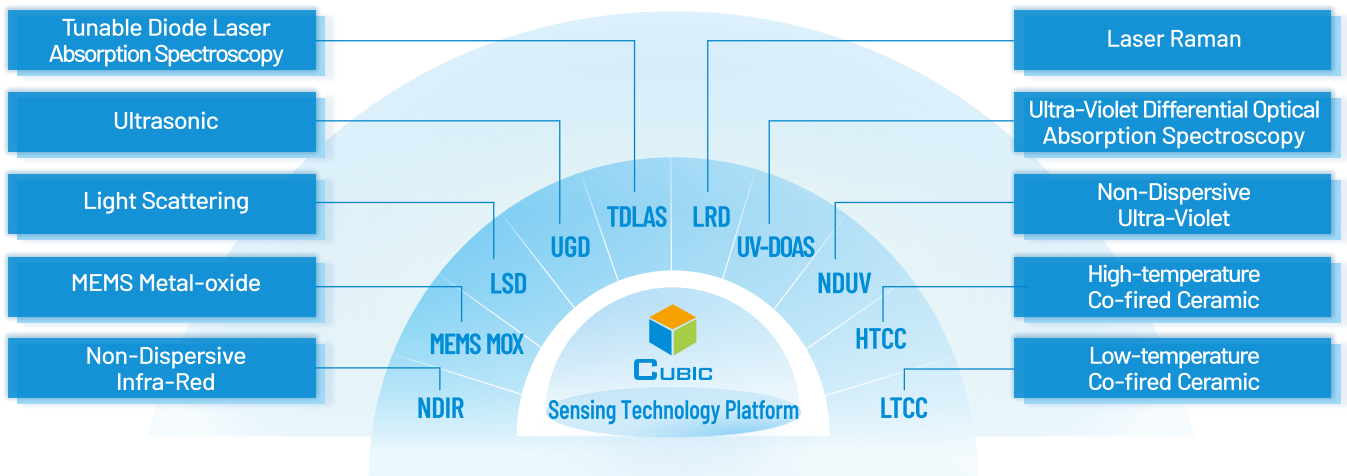 Tunable Diode Laser
Absorption Spectroscopy
Ultrasonic
Light Scattering
MEMS Metal-oxide
Non-Dispersive
Infra-Red
Laser Raman
Ultra-Violet Differential Optical
Absorption Spectroscopy
Non-Dispersive
Ultra-Violet
High-temperature
Co-fired Ceramic
Low-temperature
Co-fired Ceramic
NDIR
MEMS MOX
LSD
UGD
TDLAS
LRD
UV-DOAS
NDUV
HTCC
LTCC
CUBIC
Sensing Technology Platform